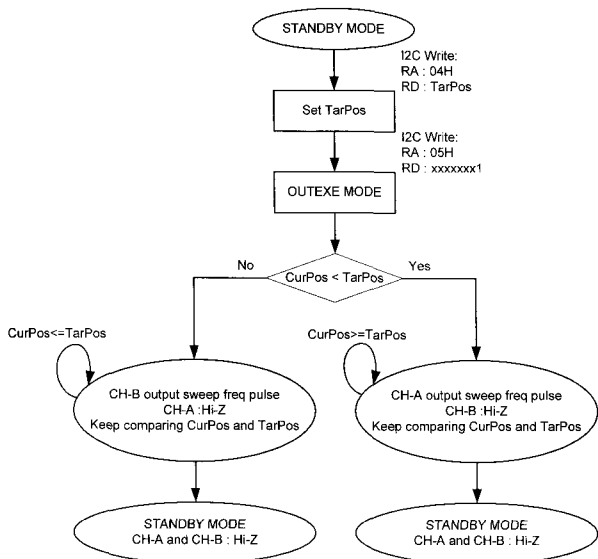 STANDBY MODE
I2C Write:
RA : 04H
RD : TarPos
Set TarPos
I2C Write:
RA : 05H
RD : xxxxxxx1
OUTEXE MODE
No
CurPos < TarPos
Yes
CurPos<=TarPos
CH-B output sweep freq pulse
CH-A :Hi-Z
Keep comparing CurPos and TarPos
CurPos>=TarPos
CH-A output sweep freq pulse
CH-B :Hi-Z
Keep comparing CurPos and TarPos
STANDBY MODE
CH-A and CH-B : Hi-Z
STANDBY MODE
CH-A and CH-B : Hi-Z